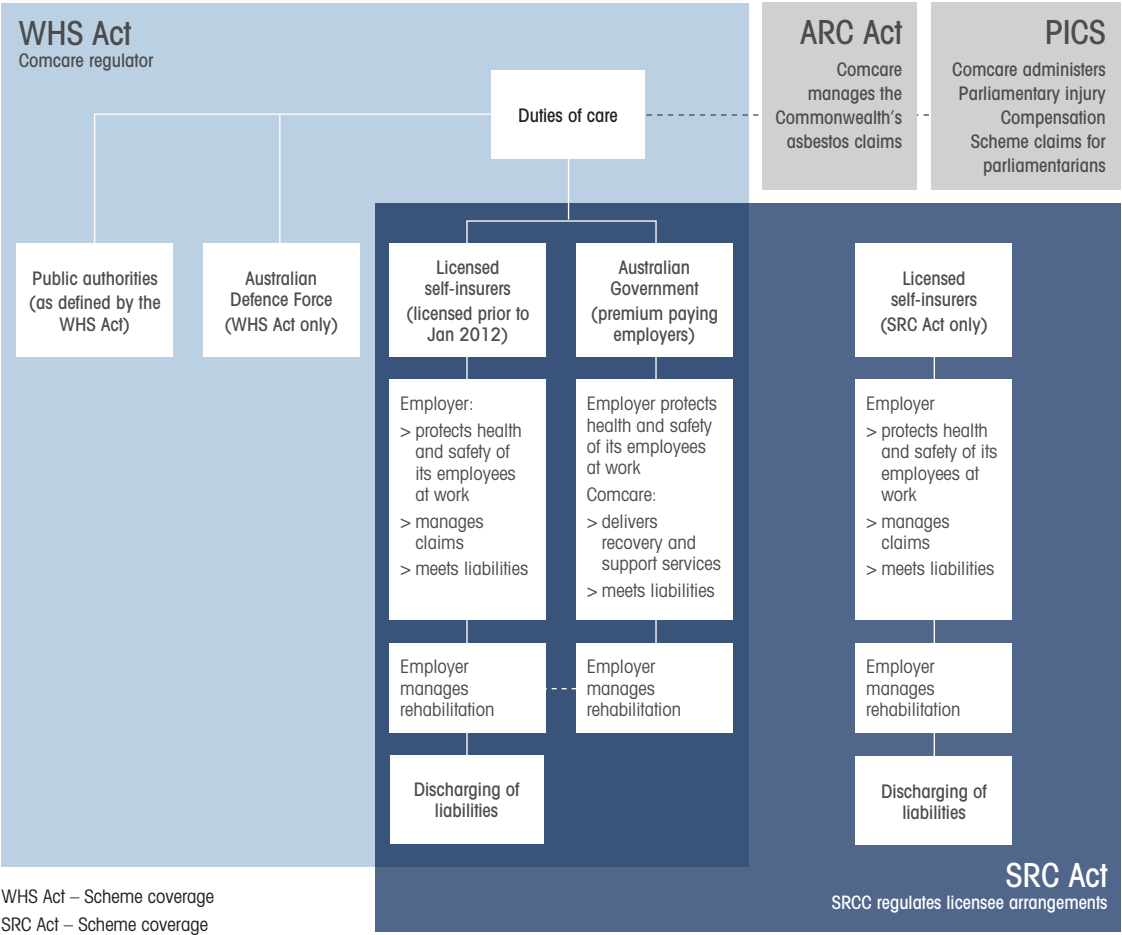 WHS Act
Comcare regulator
ARC Act
Comcare
manages the
Commonwealth’s
asbestos claims
PICS
Comcare administers
Parliamentary injury
Compensation
Scheme claims for
parliamentarians
Duties of care
Public authorities
(as defined by the
WHS Act)
Australian
Defence Force
(WHS Act only)
Licensed
self-insurers
(licensed prior to
Jan 2012)
Australian
Government
(premium paying
employers)
Licensed
self-insurers
(SRC Act only)
Employer:
> protects health
and safety of
its employees
at work
> manages
claims
> meets liabilities
Employer protects
health and safety
of its employees
at work
Comcare:
> delivers
recovery and
support services
> meets liabilities
Employer
> protects health
and safety of its
employees at
work
> manages
claims
> meets liabilities
Employer
manages
rehabilitation
Employer
manages
rehabilitation
Employer
manages
rehabilitation
Discharging of
liabilities
Discharging of
liabilities
SRC Act
SRCC regulates licensee arrangements
WHS Act – Scheme coverage
SRC Act – Scheme coverage